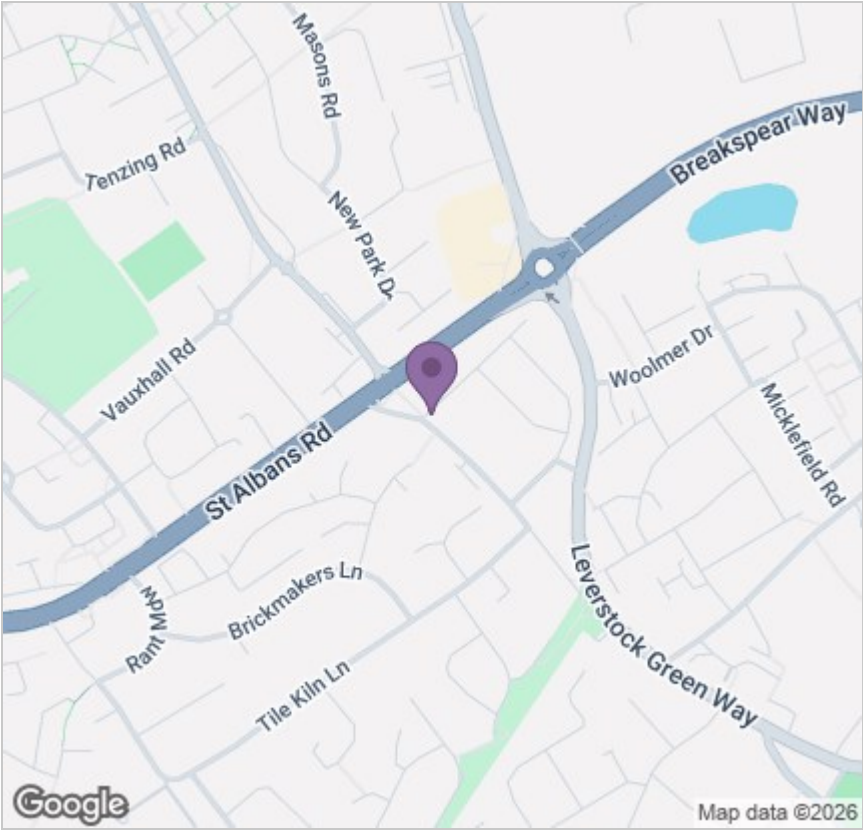 Masons Rd
Breakspear Way
Tenzing Rd
New Park D
Woolmer Dr
Vauxhall Rd
Micklefield Rd
St Albans Rd
Leverstock Green Way
Brickmakers Ln
Rant Mdw
Tile Kiln Ln
Google
Map data ©2026